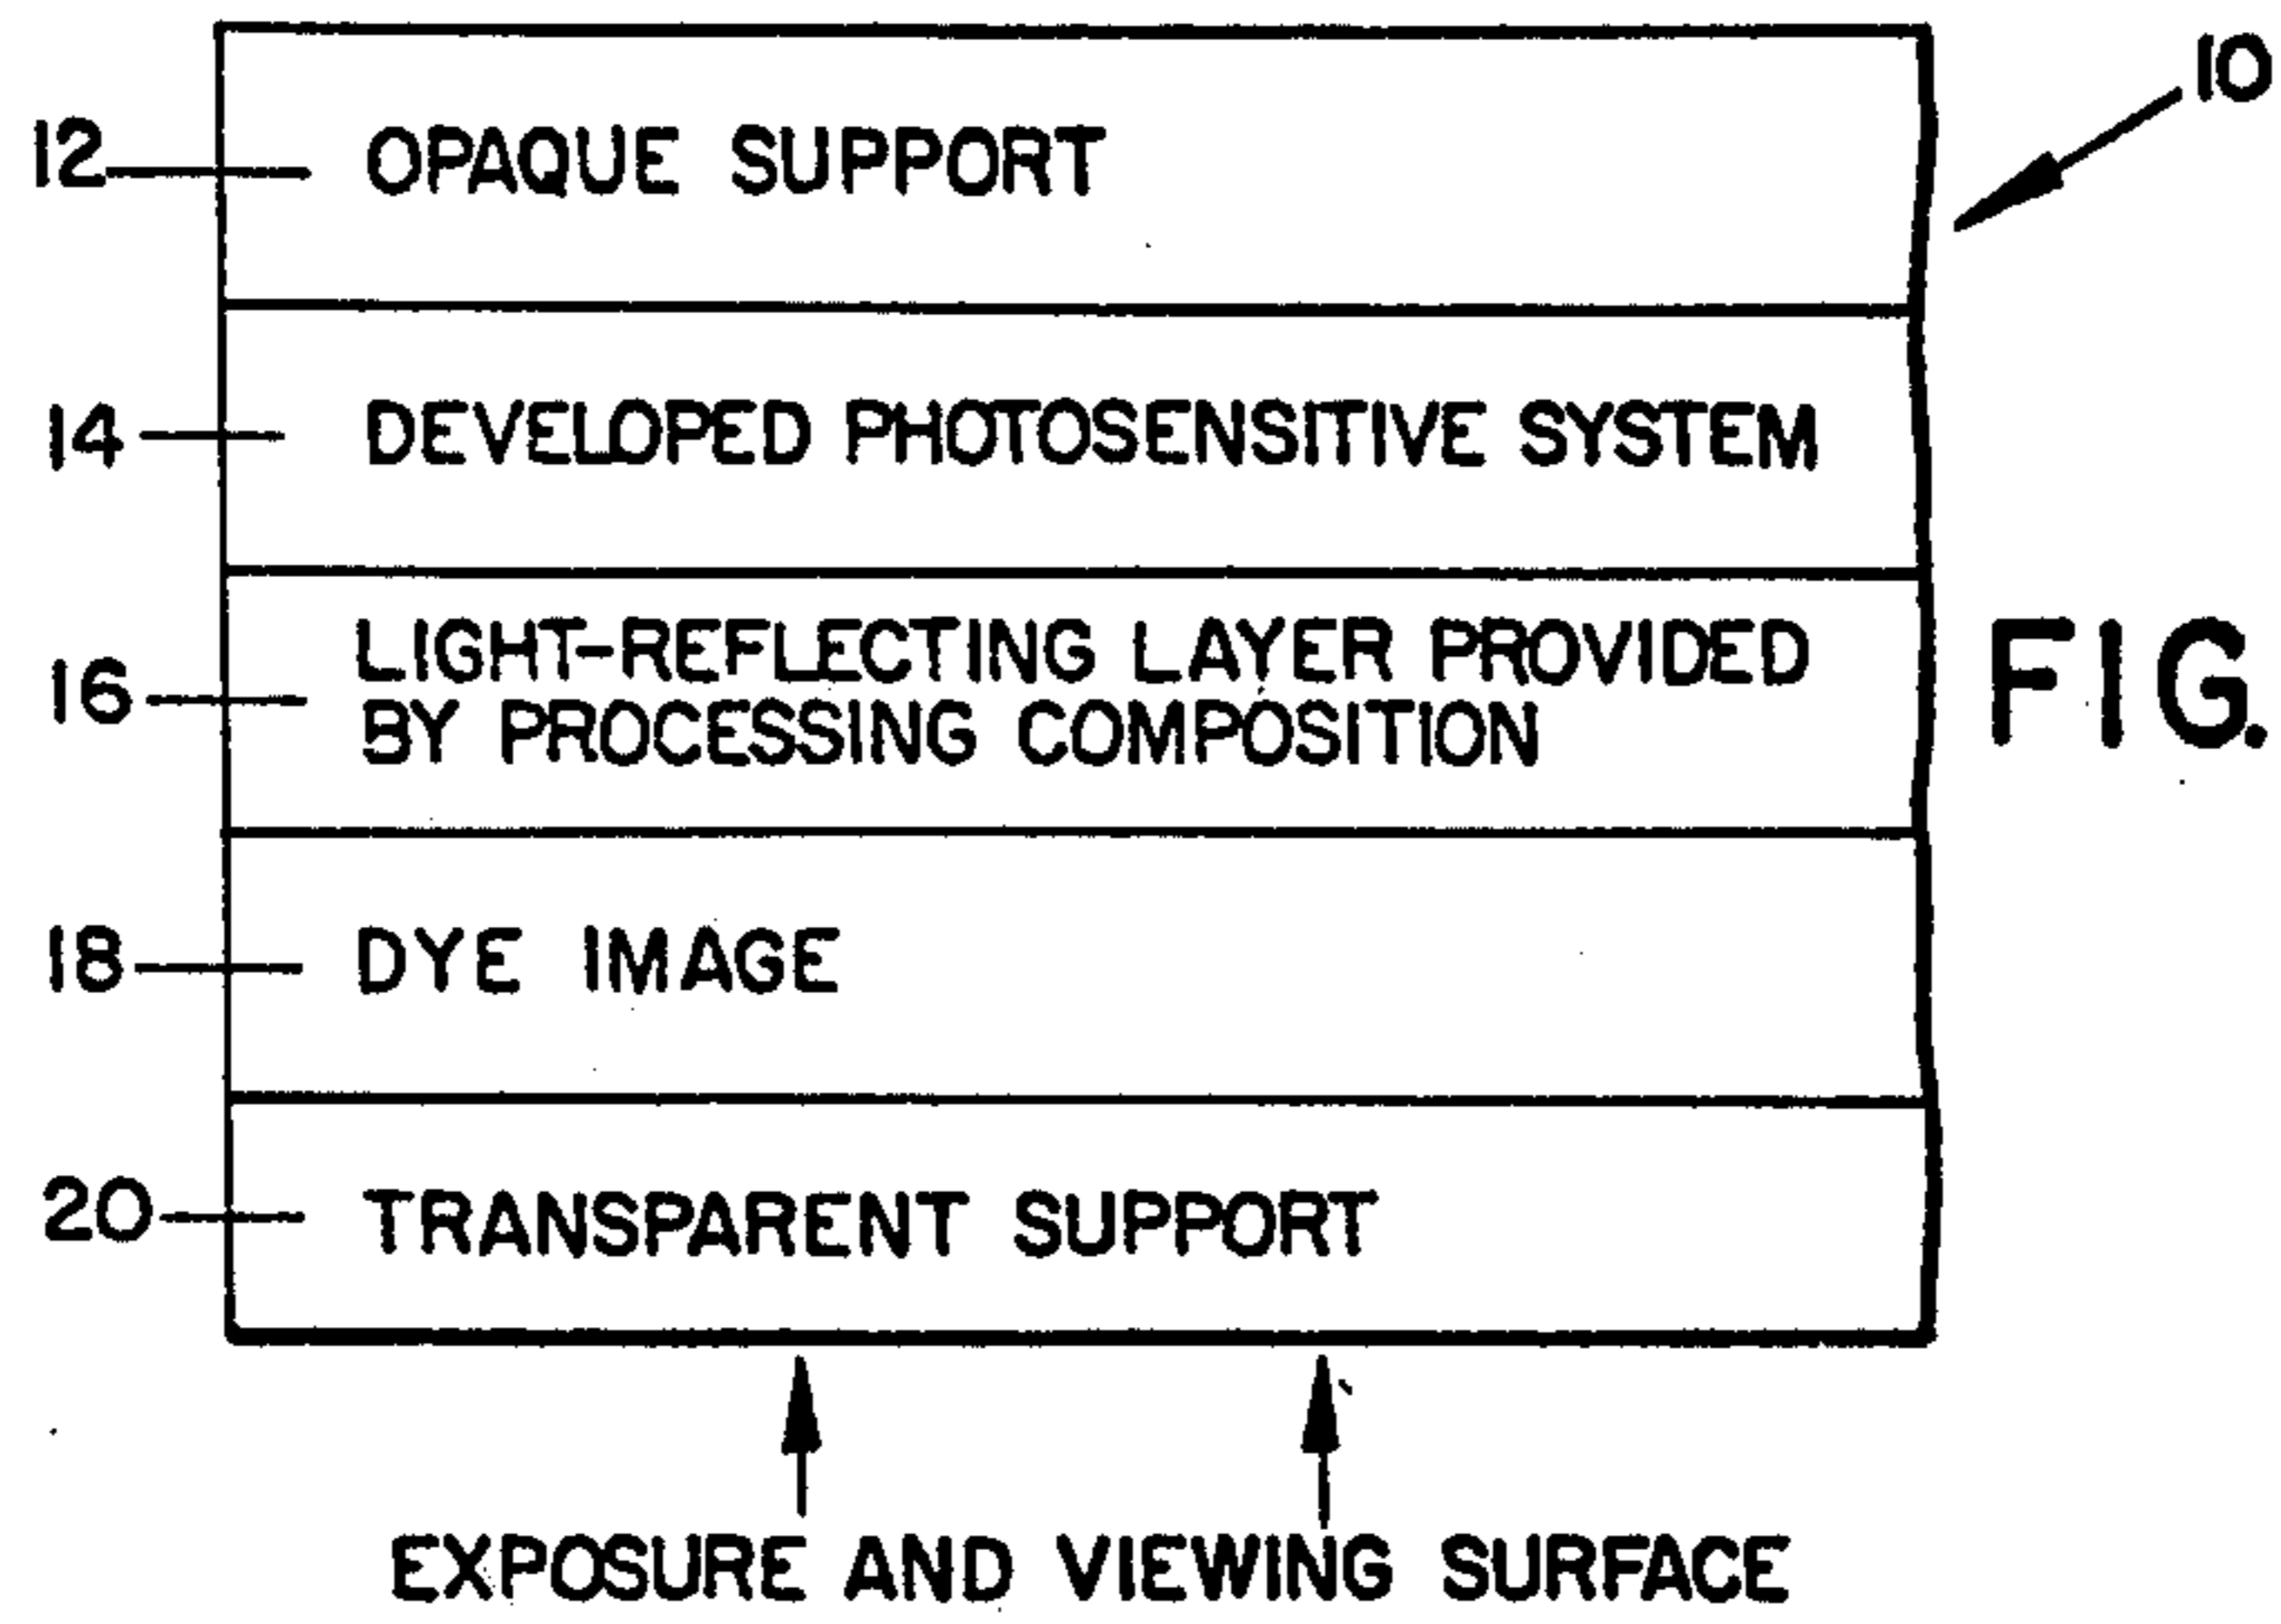 10
12 OPAQUE SUPPORT
14 DEVELOPED PHOTOSENSITIVE SYSTEM
16 LIGHT-REFLECTING LAYER PROVIDED
BY PROCESSING COMPOSITION
FIG.
18 DYE IMAGE
20 TRANSPARENT SUPPORT
EXPOSURE AND VIEWING SURFACE